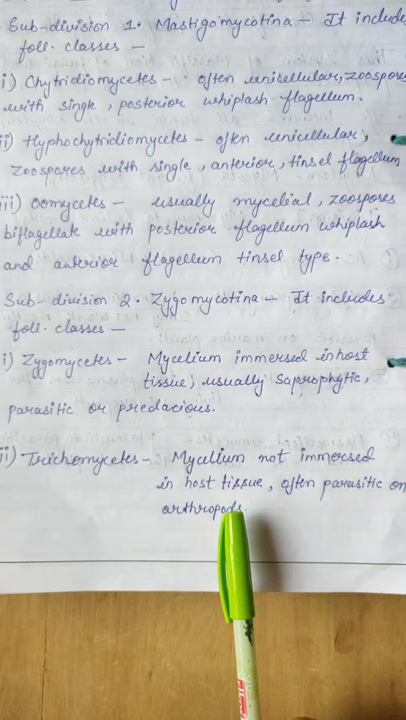 Sub-division 1. Mastigomycotina - It include
foll. classes -
i) Chytridiomycetes - often unicellular, zoospore
with single, posterior whiplash flagellum.
ii) Hyphochytridiomycetes - often unicellular,
zoospores with single, anterior, tinsel flagellum
iii) Oomycetes - usually mycelial, zoospores
biflagellate with posterior flagellum whiplash
and anterior flagellum tinsel type.
Sub-division 2. Zygomycotina - It includes
foll. classes -
i) Zygomycetes - Mycelium immersed in host
tissue, usually saprophytic,
parasitic or predacious.
ii) Trichomycetes - Mycelium not immersed
in host tissue, often parasitic on
arthropods.